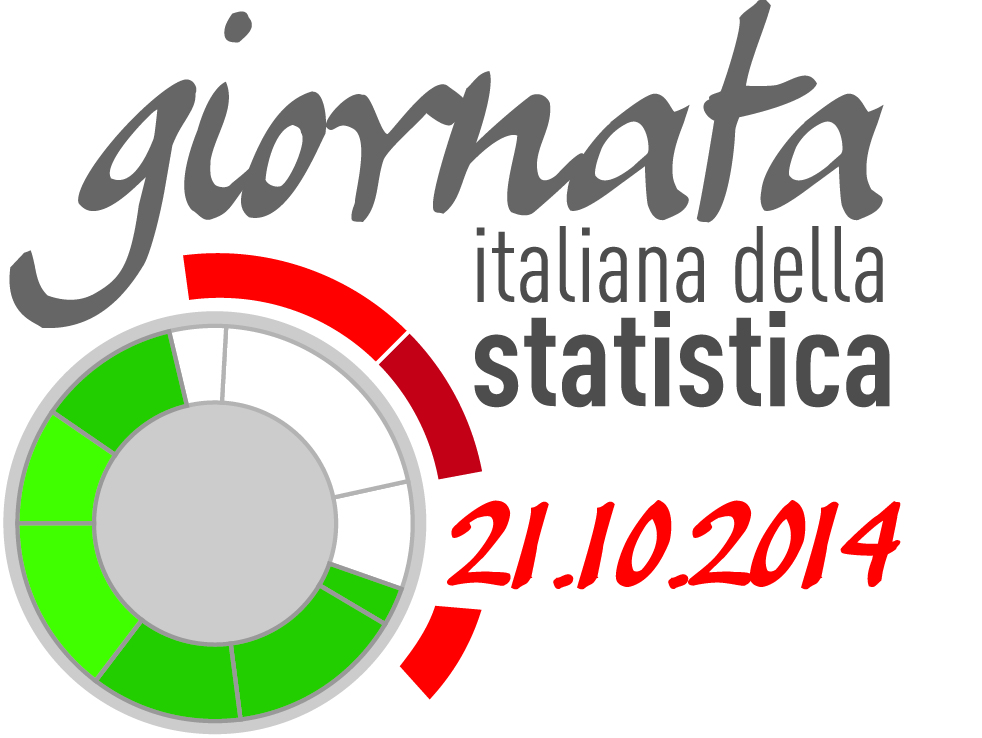 giornata
italiana della
statistica
21.10.2014